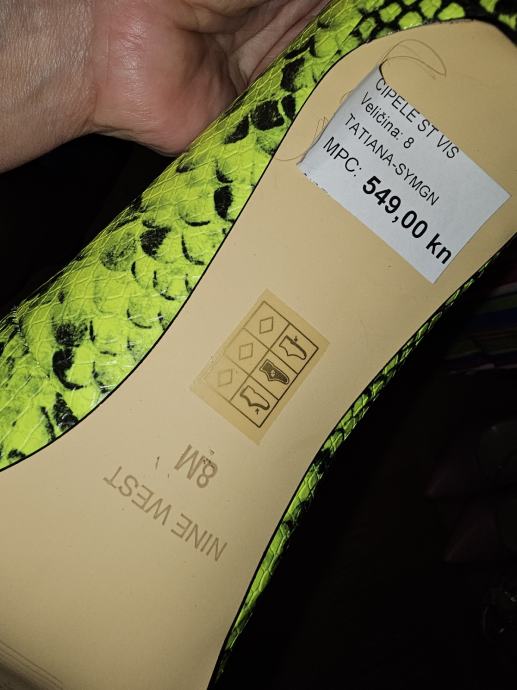 CIPELE ST VIS
Veličina: 8
TATIANA-SYMGN
MPC: 549,00 kn
8M
NINE WEST